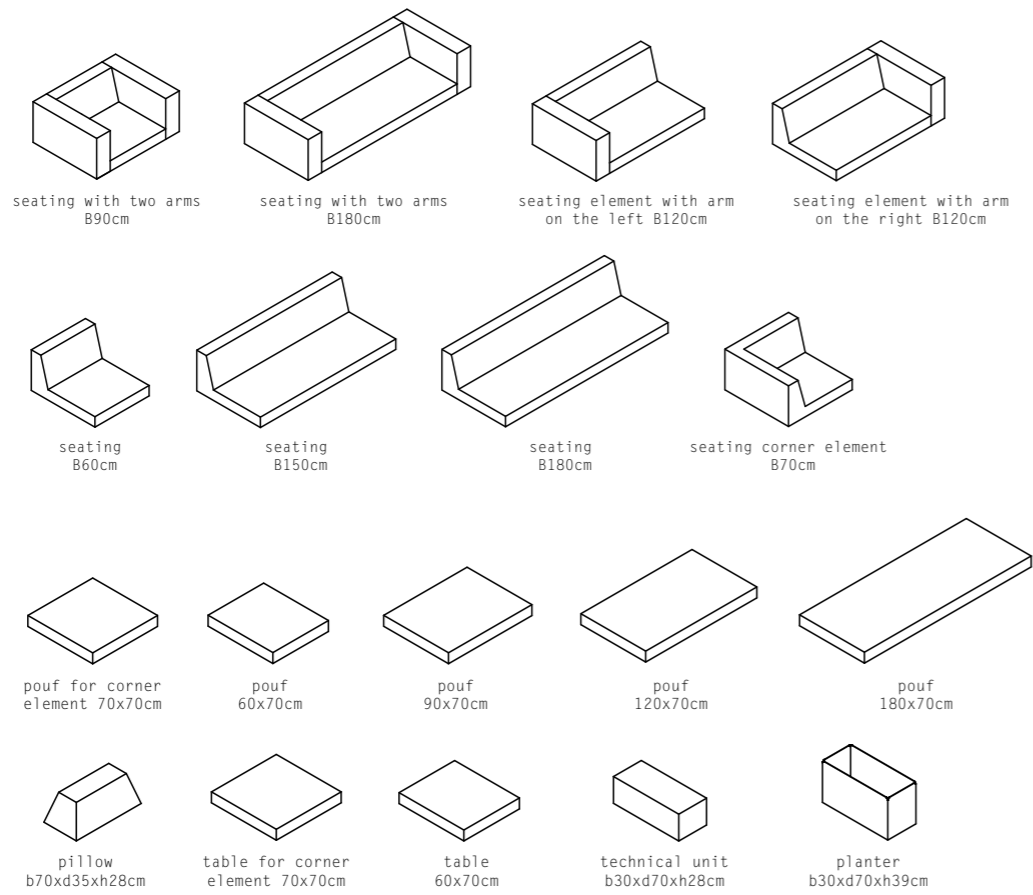 seating with two arms
B90cm
seating with two arms
B180cm
seating element with arm
on the left B120cm
seating element with arm
on the right B120cm
seating
B60cm
seating
B150cm
seating
B180cm
seating corner element
B70cm
pouf for corner
element 70x70cm
pouf
60x70cm
pouf
90x70cm
pouf
120x70cm
pouf
180x70cm
pillow
b70xd35xh28cm
table for corner
element 70x70cm
table
60x70cm
technical unit
b30xd70xh28cm
planter
b30xd70xh39cm